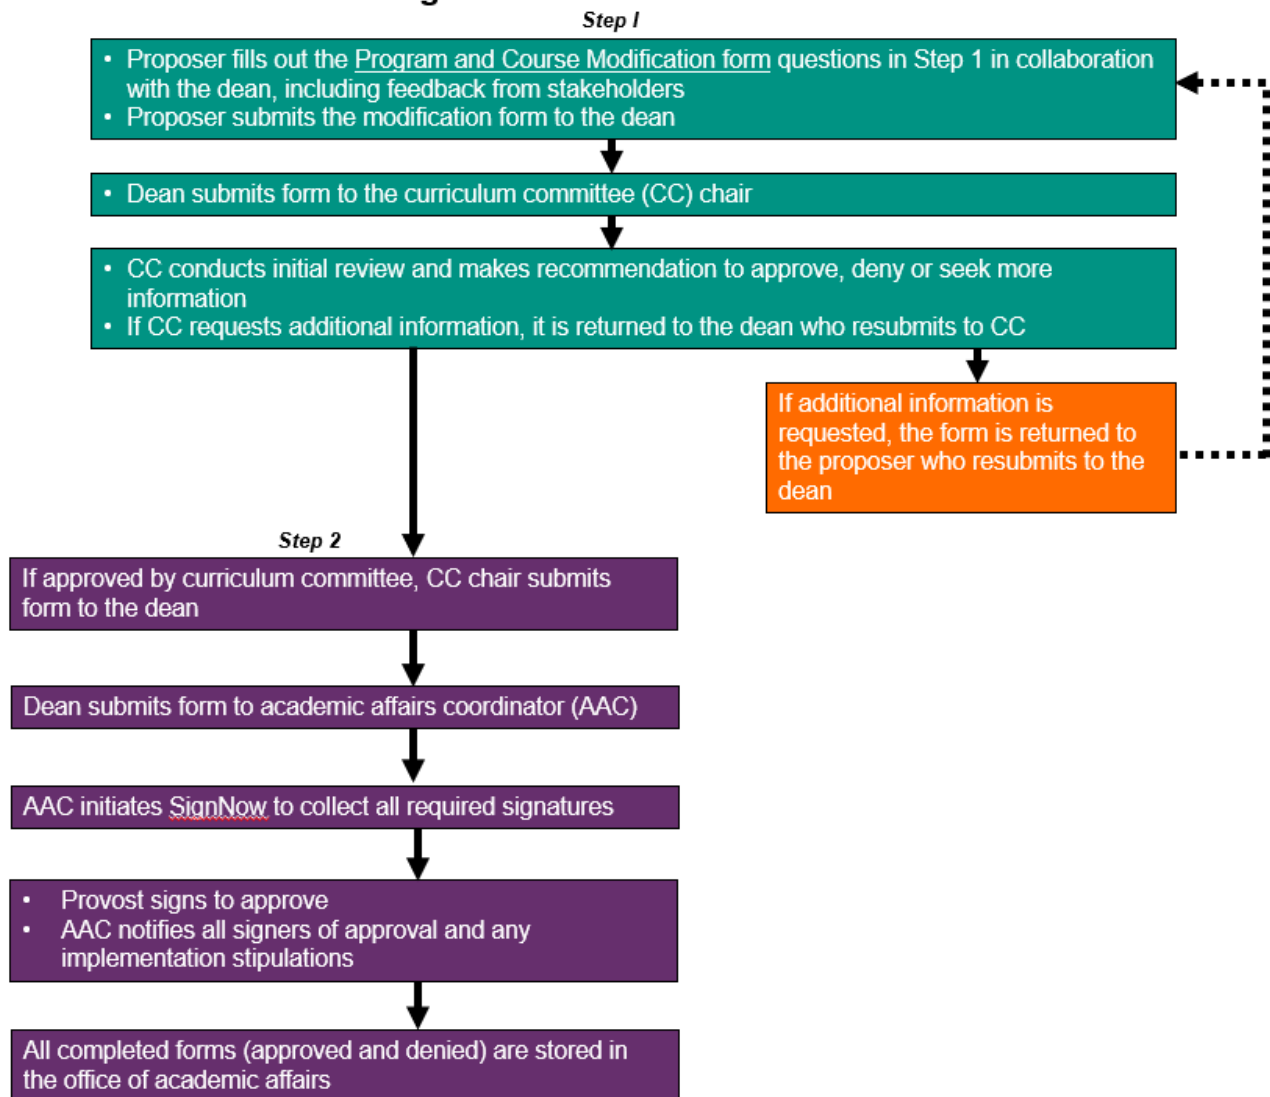 Step I
• Proposer fills out the Program and Course Modification form questions in Step 1 in collaboration
with the dean, including feedback from stakeholders
• Proposer submits the modification form to the dean
• Dean submits form to the curriculum committee (CC) chair
• CC conducts initial review and makes recommendation to approve, deny or seek more
information
• If CC requests additional information, it is returned to the dean who resubmits to CC
If additional information is
requested, the form is returned to
the proposer who resubmits to the
dean
Step 2
If approved by curriculum committee, CC chair submits
form to the dean
Dean submits form to academic affairs coordinator (AAC)
AAC initiates SignNow to collect all required signatures
• Provost signs to approve
• AAC notifies all signers of approval and any
implementation stipulations
All completed forms (approved and denied) are stored in
the office of academic affairs